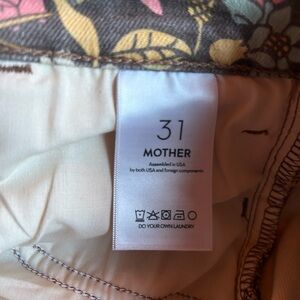 31
MOTHER
Assembled in USA
by both USA and foreign components
DO YOUR OWN LAUNDRY